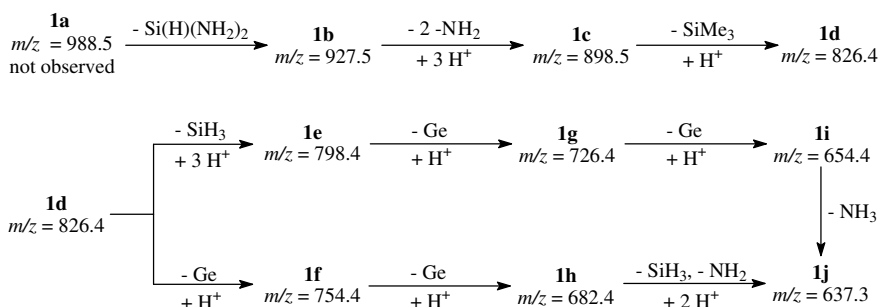 1a - Si(H)(NH₂)₂ 1b - 2 -NH₂ 1c - SiMe₃ 1d
m/z = 988.5 m/z = 927.5 + 3 H⁺ m/z = 898.5 + H⁺ m/z = 826.4
not observed
- SiH₃ 1e - Ge 1g - Ge 1i
+ 3 H⁺ m/z = 798.4 + H⁺ m/z = 726.4 + H⁺ m/z = 654.4
1d
m/z = 826.4
- NH₃
- Ge 1f - Ge 1h - SiH₃, - NH₂ 1j
+ H⁺ m/z = 754.4 + H⁺ m/z = 682.4 + 2 H⁺ m/z = 637.3